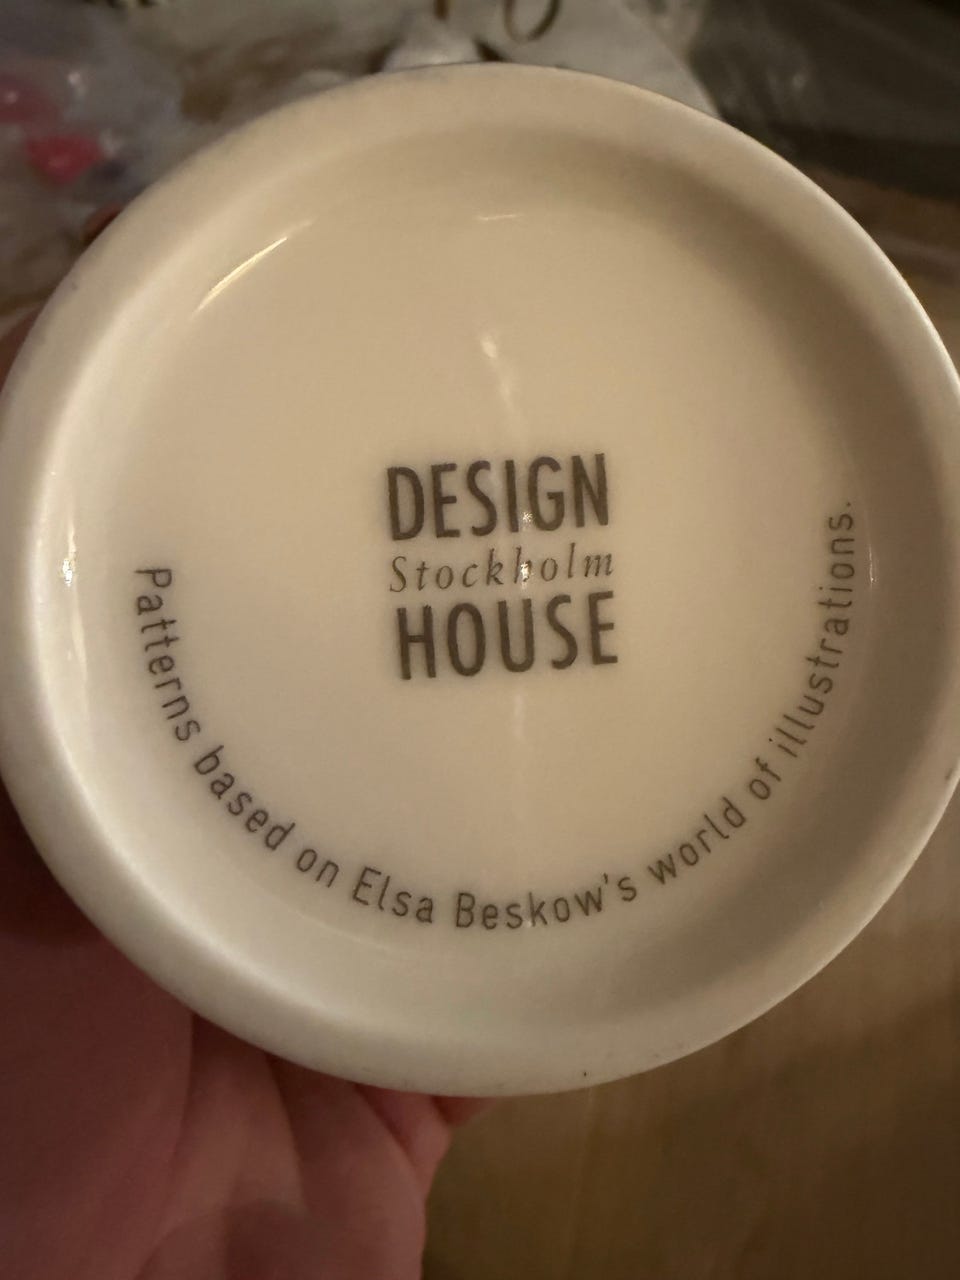 DESIGN
Stockholm
HOUSE
Patterns based on Elsa Beskow's world of illustrations.